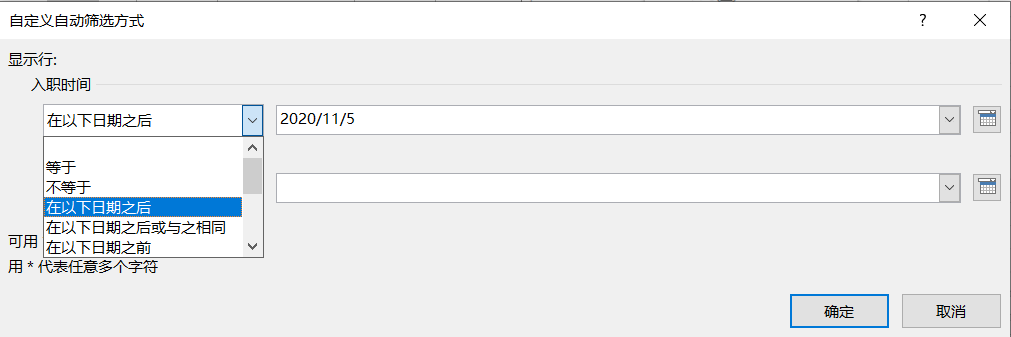 自定义自动筛选方式
?
显示行:
入职时间
在以下日期之后
2020/11/5
等于
不等于
在以下日期之后
在以下日期之后或与之相同
在以下日期之前
可用
用 * 代表任意多个字符
确定
取消